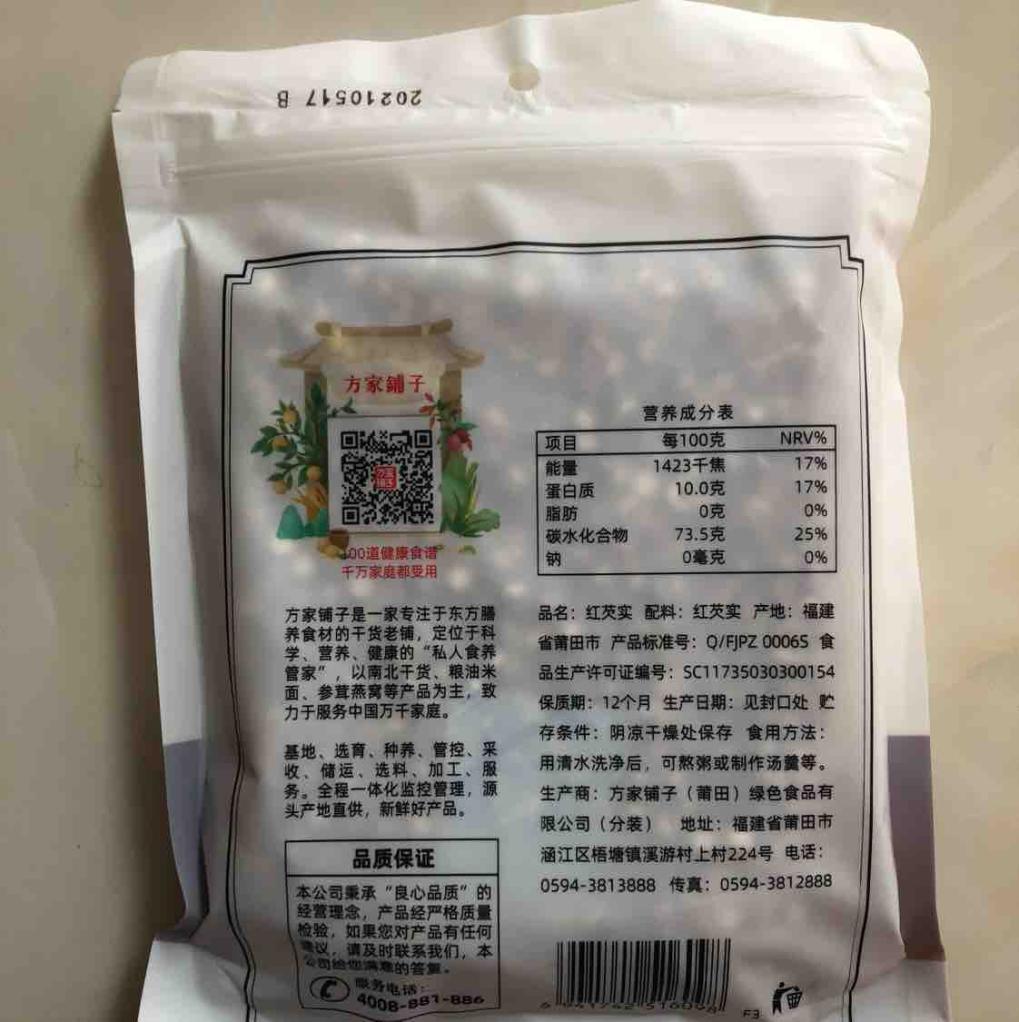 20210517 B
方家铺子
100道健康食谱
千万家庭都受用
方家铺子是一家专注于东方膳
养食材的干货老铺，定位于科
学、营养、健康的“私人食养
管家”，以南北干货、粮油米
面、参茸燕窝等产品为主，致
力于服务中国万千家庭。
基地、选育、种养、管控、采
收、储运、选料、加工、服
务。全程一体化监控管理，源
头产地直供，新鲜好产品。
品质保证
本公司秉承“良心品质”的
经营理念，产品经严格质量
检验，如果您对产品有任何
建议，请及时联系我们，本
公司给您满意的答复。
服务电话：
4008-881-886
营养成分表
项目 每100克 NRV%
能量 1423千焦 17%
蛋白质 10.0克 17%
脂肪 0克 0%
碳水化合物 73.5克 25%
钠 0毫克 0%
品名：红芡实 配料：红芡实 产地：福建
省莆田市 产品标准号：Q/FJPZ 0006S 食
品生产许可证编号：SC11735030300154
保质期：12个月 生产日期：见封口处 贮
存条件：阴凉干燥处保存 食用方法：
用清水洗净后，可熬粥或制作汤羹等。
生产商：方家铺子（莆田）绿色食品有
限公司（分装） 地址：福建省莆田市
涵江区梧塘镇溪游村上村224号 电话：
0594-3813888 传真：0594-3812888
F3